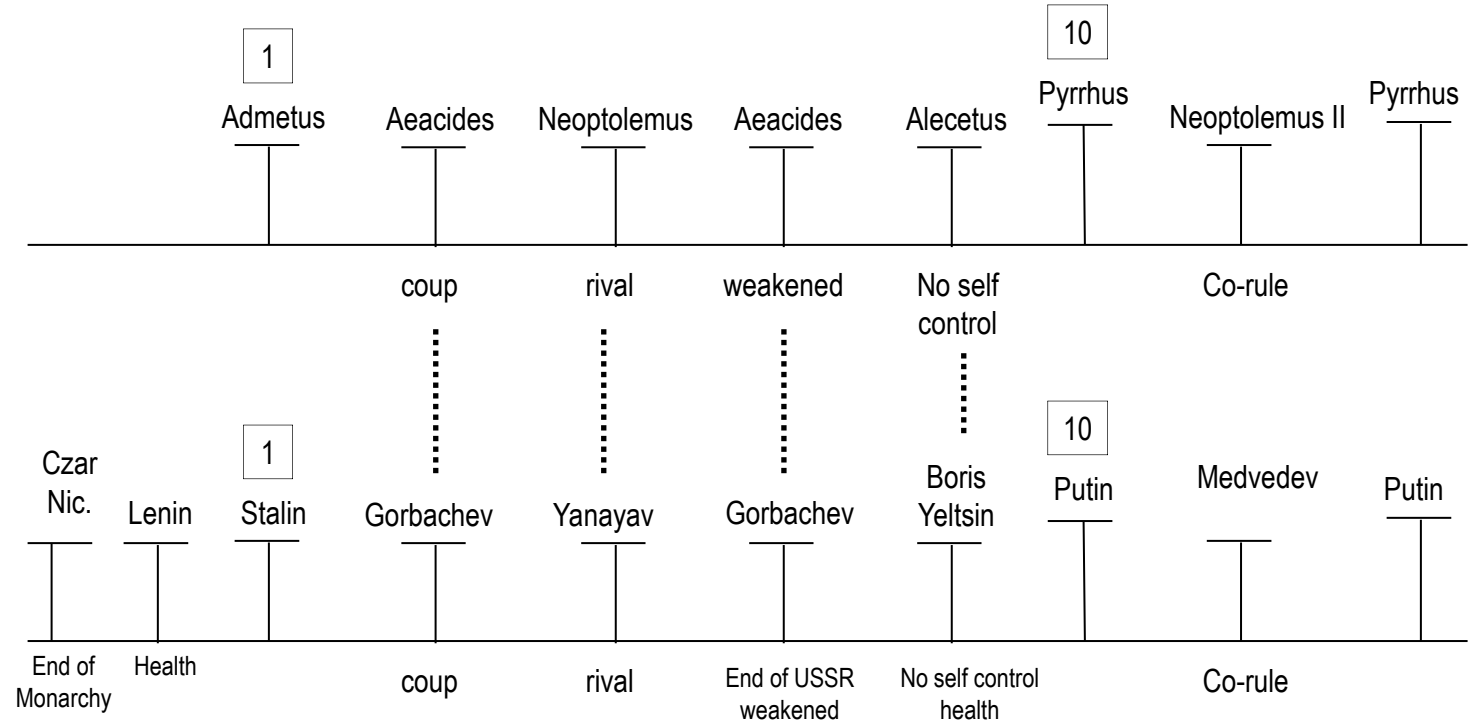 1
10
Admetus
Aeacides
Neoptolemus
Aeacides
Alecetus
Pyrrhus
Neoptolemus II
Pyrrhus
coup
rival
weakened
No self
control
Co-rule
1
10
Czar
Nic.
Lenin
Stalin
Gorbachev
Yanayav
Gorbachev
Boris
Yeltsin
Putin
Medvedev
Putin
End of
Monarchy
Health
coup
rival
End of USSR
weakened
No self control
health
Co-rule